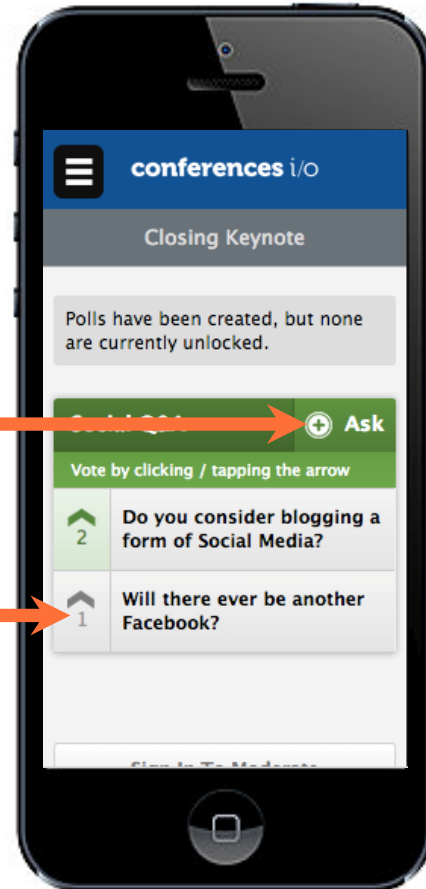 conferences i/o
Closing Keynote
Polls have been created, but none
are currently unlocked.
Ask
Vote by clicking / tapping the arrow
2
Do you consider blogging a
form of Social Media?
1
Will there ever be another
Facebook?